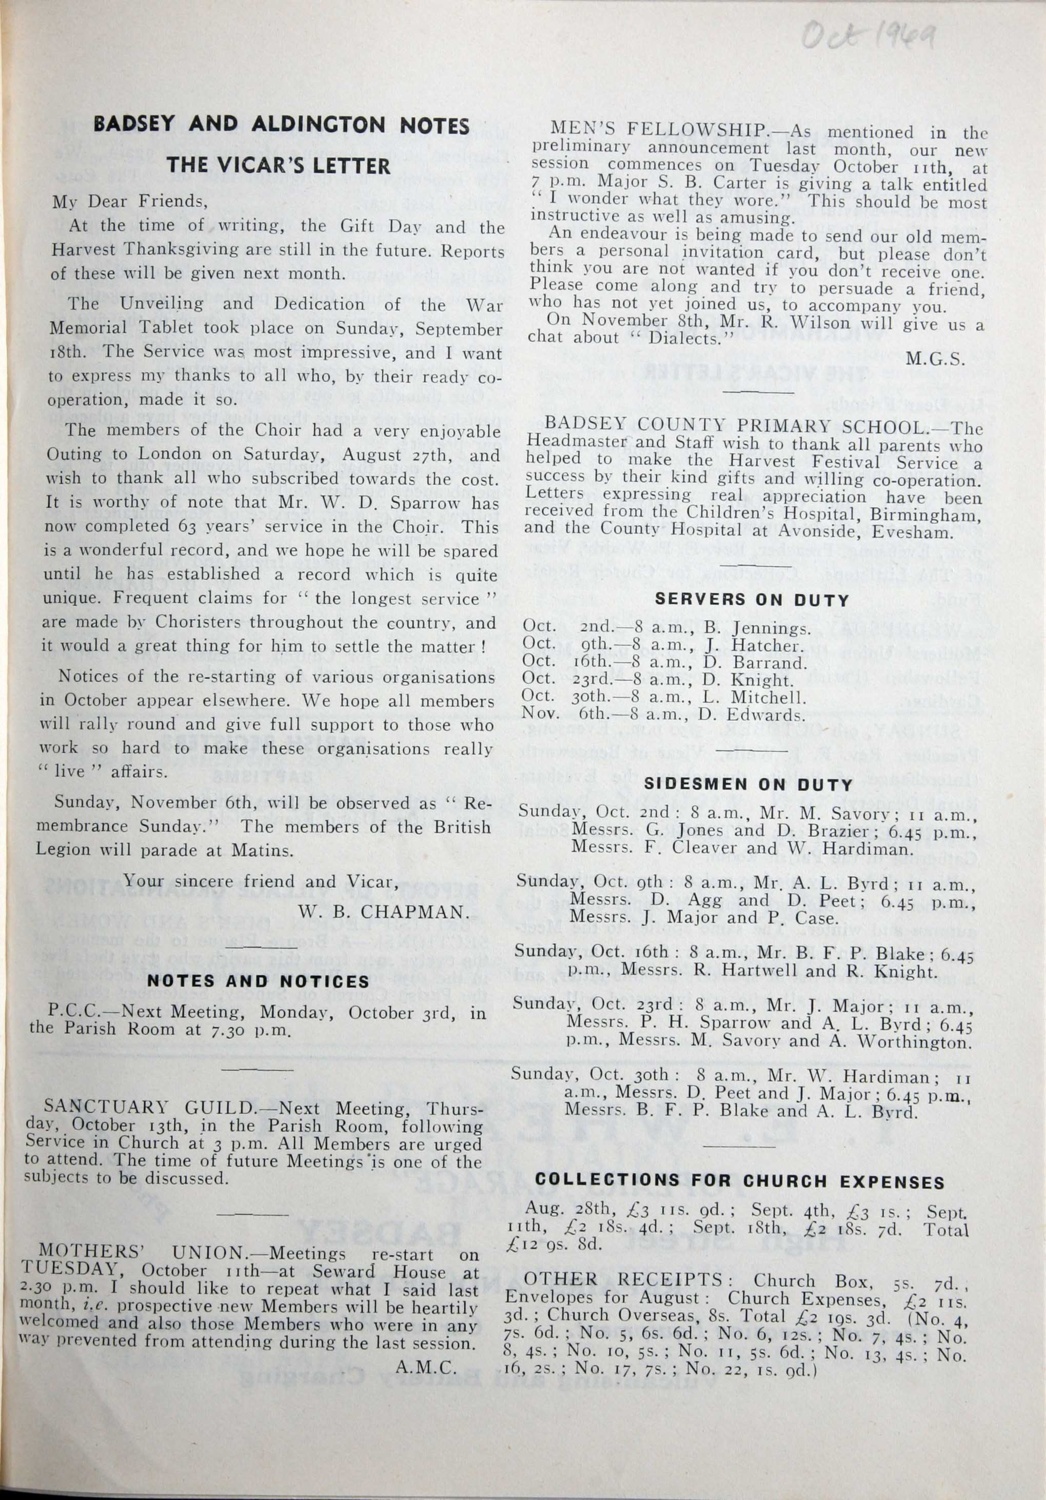 Oct 1949
BADSEY AND ALDINGTON NOTES
THE VICAR'S LETTER
My Dear Friends,
At the time of writing, the Gift Day and the
Harvest Thanksgiving are still in the future. Reports
of these will be given next month.
The Unveiling and Dedication of the War
Memorial Tablet took place on Sunday, September
18th. The Service was most impressive, and I want
to express my thanks to all who, by their ready co-
operation, made it so.
The members of the Choir had a very enjoyable
Outing to London on Saturday, August 27th, and
wish to thank all who subscribed towards the cost.
It is worthy of note that Mr. W. D. Sparrow has
now completed 63 years' service in the Choir. This
is a wonderful record, and we hope he will be spared
until he has established a record which is quite
unique. Frequent claims for " the longest service "
are made by Choristers throughout the country, and
it would a great thing for him to settle the matter !
Notices of the re-starting of various organisations
in October appear elsewhere. We hope all members
will rally round and give full support to those who
work so hard to make these organisations really
" live " affairs.
Sunday, November 6th, will be observed as " Re-
membrance Sunday." The members of the British
Legion will parade at Matins.
Your sincere friend and Vicar,
W. B. CHAPMAN.
NOTES AND NOTICES
P.C.C.—Next Meeting, Monday, October 3rd, in
the Parish Room at 7.30 p.m.
SANCTUARY GUILD.—Next Meeting, Thurs-
day, October 13th, in the Parish Room, following
Service in Church at 3 p.m. All Members are urged
to attend. The time of future Meetings is one of the
subjects to be discussed.
MOTHERS' UNION.—Meetings re-start on
TUESDAY, October 11th—at Seward House at
2.30 p.m. I should like to repeat what I said last
month, i.e. prospective new Members will be heartily
welcomed and also those Members who were in any
way prevented from attending during the last session.
A.M.C.
MEN'S FELLOWSHIP.—As mentioned in the
preliminary announcement last month, our new
session commences on Tuesday October 11th, at
7 p.m. Major S. B. Carter is giving a talk entitled
" I wonder what they wore." This should be most
instructive as well as amusing.
An endeavour is being made to send our old mem-
bers a personal invitation card, but please don't
think you are not wanted if you don't receive one.
Please come along and try to persuade a friend,
who has not yet joined us, to accompany you.
On November 8th, Mr. R. Wilson will give us a
chat about " Dialects."
M.G.S.
BADSEY COUNTY PRIMARY SCHOOL.—The
Headmaster and Staff wish to thank all parents who
helped to make the Harvest Festival Service a
success by their kind gifts and willing co-operation.
Letters expressing real appreciation have been
received from the Children's Hospital, Birmingham,
and the County Hospital at Avonside, Evesham.
SERVERS ON DUTY
Oct. 2nd.—8 a.m., B. Jennings.
Oct. 9th.—8 a.m., J. Hatcher.
Oct. 16th.—8 a.m., D. Barrand.
Oct. 23rd.—8 a.m., D. Knight.
Oct. 30th.—8 a.m., L. Mitchell.
Nov. 6th.—8 a.m., D. Edwards.
SIDESMEN ON DUTY
Sunday, Oct. 2nd : 8 a.m., Mr. M. Savory; 11 a.m.,
Messrs. G. Jones and D. Brazier; 6.45 p.m.,
Messrs. F. Cleaver and W. Hardiman.
Sunday, Oct. 9th : 8 a.m., Mr. A. L. Byrd; 11 a.m.,
Messrs. D. Agg and D. Peet; 6.45 p.m.,
Messrs. J. Major and P. Case.
Sunday, Oct. 16th : 8 a.m., Mr. B. F. P. Blake; 6.45
p.m., Messrs. R. Hartwell and R. Knight.
Sunday, Oct. 23rd : 8 a.m., Mr. J. Major; 11 a.m.,
Messrs. P. H. Sparrow and A. L. Byrd; 6.45
p.m., Messrs. M. Savory and A. Worthington.
Sunday, Oct. 30th : 8 a.m., Mr. W. Hardiman; 11
a.m., Messrs. D. Peet and J. Major; 6.45 p.m.,
Messrs. B. F. P. Blake and A. L. Byrd.
COLLECTIONS FOR CHURCH EXPENSES
Aug. 28th, £3 11s. 9d.; Sept. 4th, £3 1s.; Sept.
11th, £2 18s. 4d.; Sept. 18th, £2 18s. 7d. Total
£12 9s. 8d.
OTHER RECEIPTS : Church Box, 5s. 7d.,
Envelopes for August : Church Expenses, £2 11s.
3d.; Church Overseas, 8s. Total £2 19s. 3d. (No. 4,
7s. 6d.; No. 5, 6s. 6d.; No. 6, 12s.; No. 7, 4s.; No.
8, 4s.; No. 10, 5s.; No. 11, 5s. 6d.; No. 13, 4s.; No.
16, 2s.; No. 17, 7s.; No. 22, 1s. 9d.)